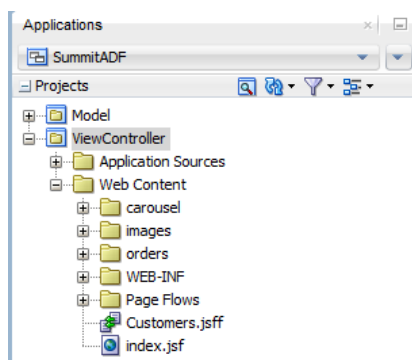 Applications
SummitADF
Projects
Model
ViewController
Application Sources
Web Content
carousel
images
orders
WEB-INF
Page Flows
Customers.jsff
index.jsf